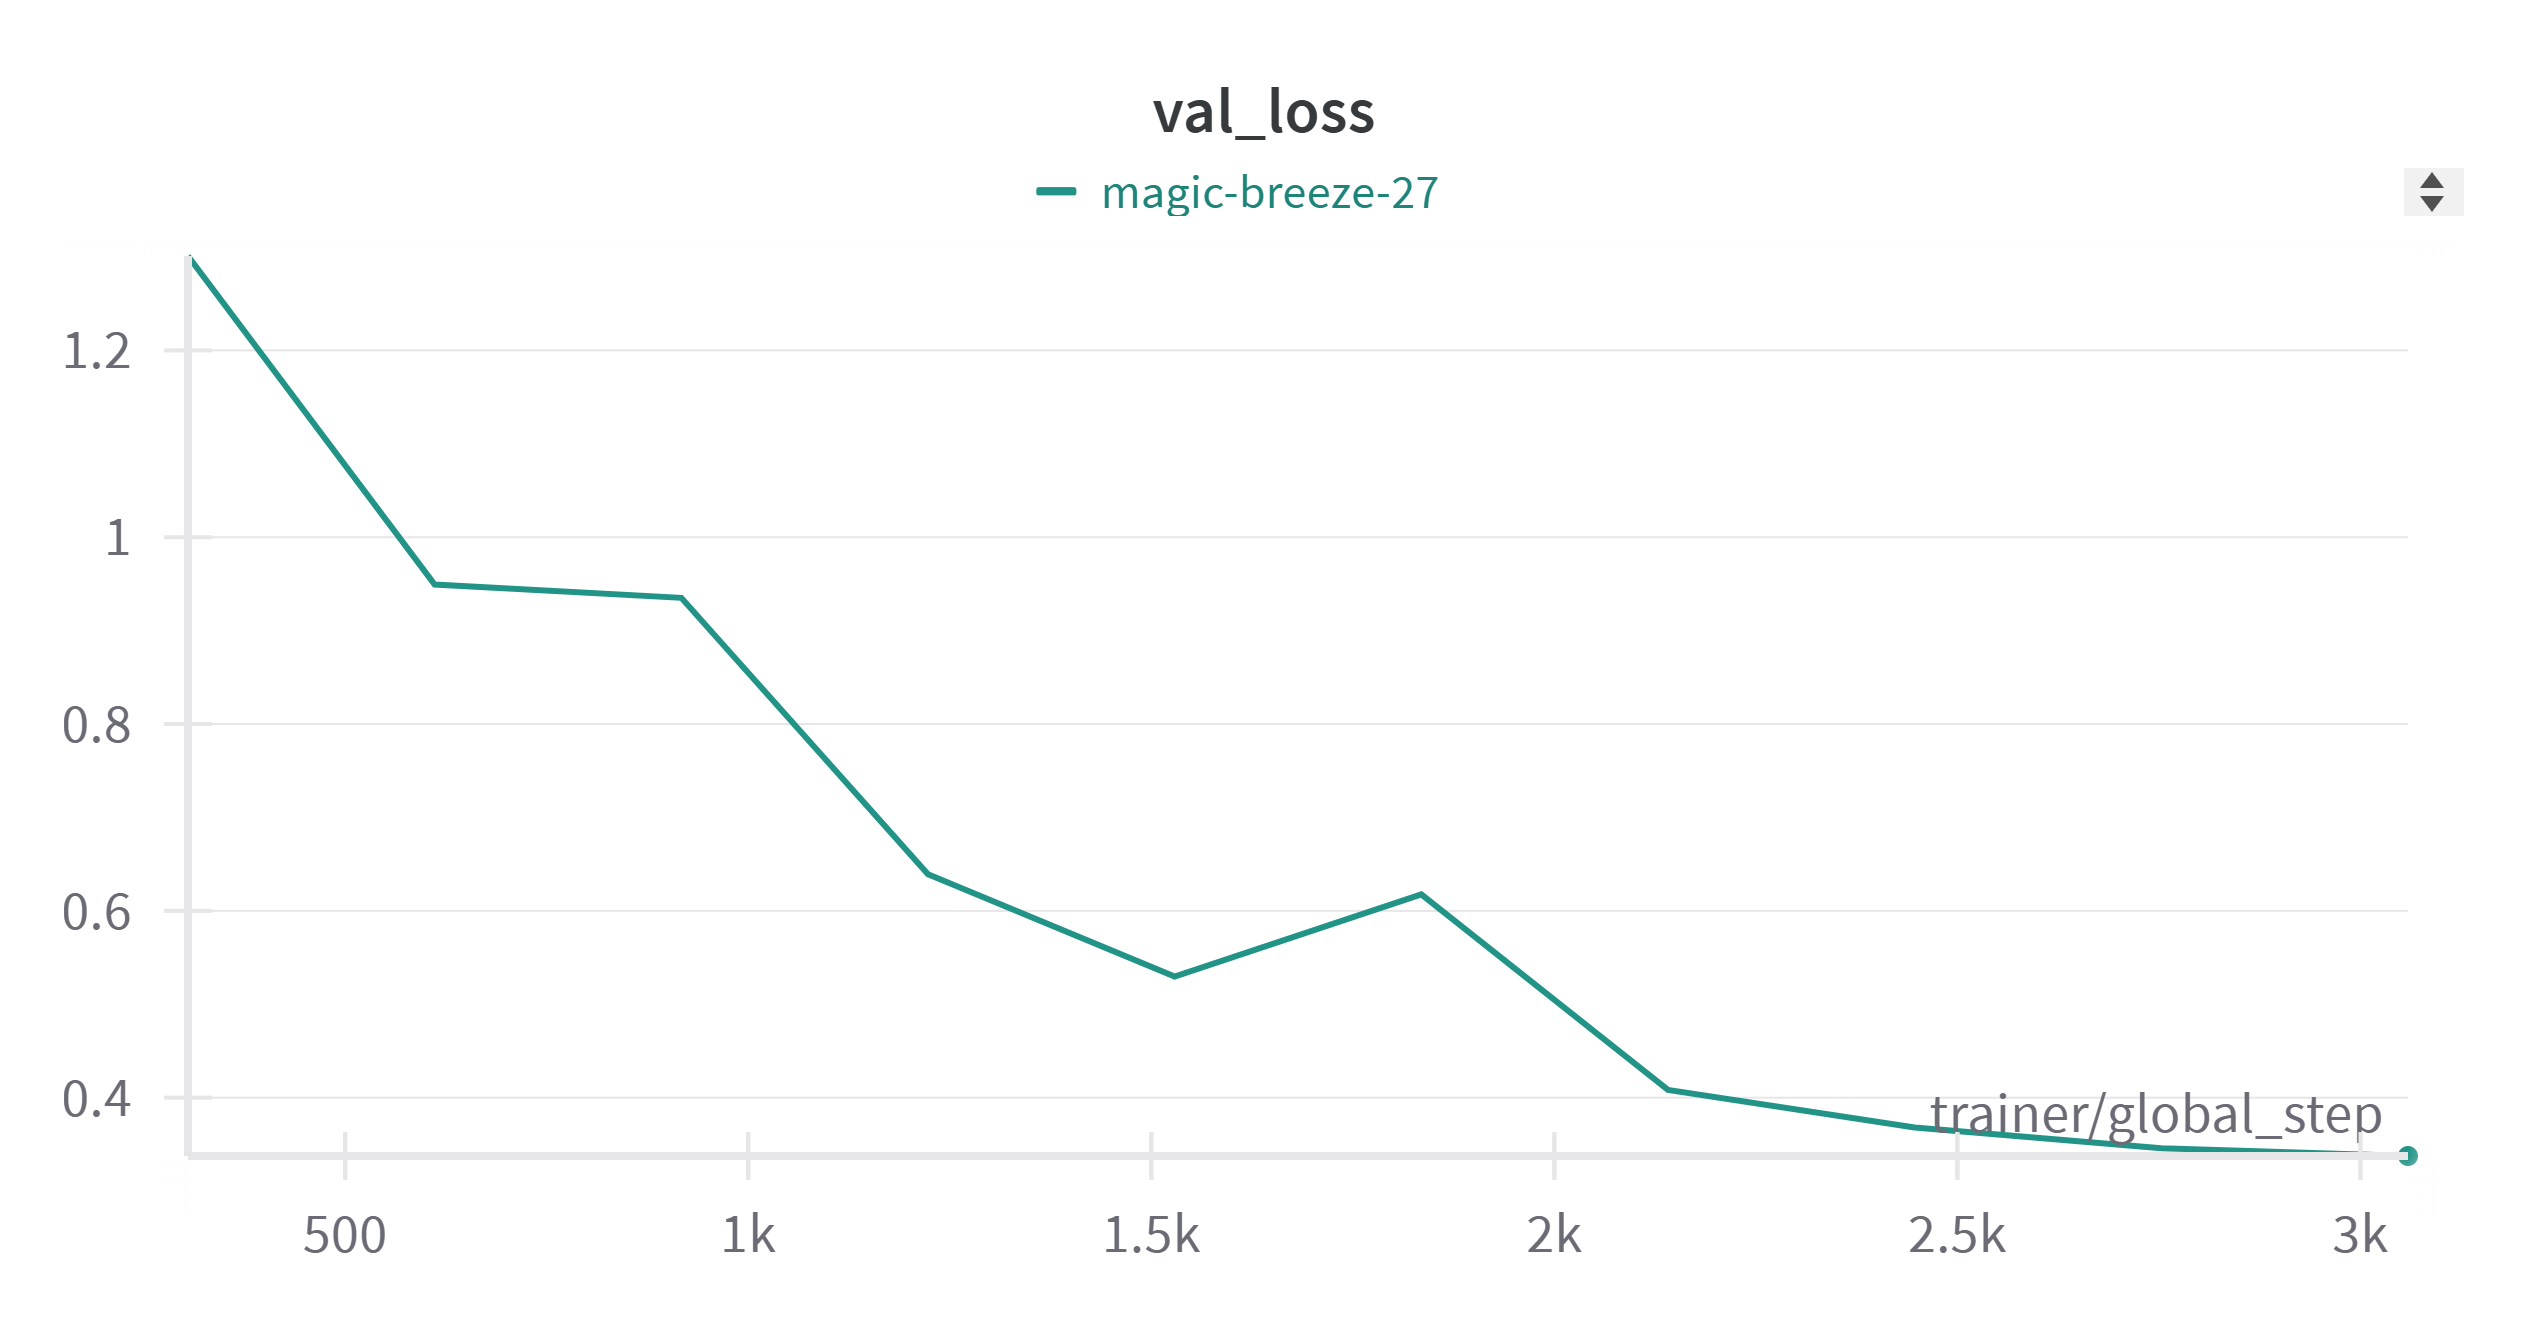 val_loss
magic-breeze-27
1.2
1
0.8
0.6
0.4
trainer/global_step
500 1k 1.5k 2k 2.5k 3k